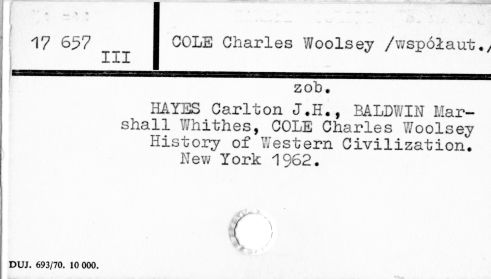 17 657
III
COLE Charles Woolsey /współaut./
zob.
HAYES Carlton J.H., BALDWIN Mar-
shall Whithes, COLE Charles Woolsey
History of Western Civilization.
New York 1962.
DUJ. 693/70. 10 000.